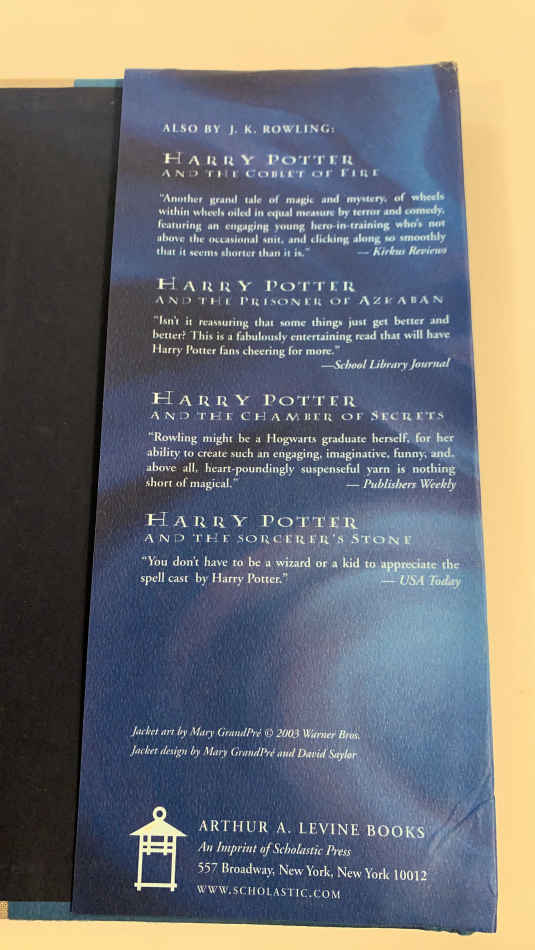 ALSO BY J. K. ROWLING:
HARRY POTTER
AND THE GOBLET OF FIRE
"Another grand tale of magic and mystery, of wheels
within wheels oiled in equal measure by terror and comedy,
featuring an engaging young hero-in-training who's not
above the occasional snit, and clicking along so smoothly
that it seems shorter than it is." — Kirkus Reviews
HARRY POTTER
AND THE PRISONER OF AZKABAN
"Isn't it reassuring that some things just get better and
better? This is a fabulously entertaining read that will have
Harry Potter fans cheering for more."
—School Library Journal
HARRY POTTER
AND THE CHAMBER OF SECRETS
"Rowling might be a Hogwarts graduate herself, for her
ability to create such an engaging, imaginative, funny, and,
above all, heart-poundingly suspenseful yarn is nothing
short of magical." — Publishers Weekly
HARRY POTTER
AND THE SORCERER'S STONE
"You don't have to be a wizard or a kid to appreciate the
spell cast by Harry Potter." — USA Today
Jacket art by Mary GrandPré © 2003 Warner Bros.
Jacket design by Mary GrandPré and David Saylor
ARTHUR A. LEVINE BOOKS
An Imprint of Scholastic Press
557 Broadway, New York, New York 10012
WWW.SCHOLASTIC.COM